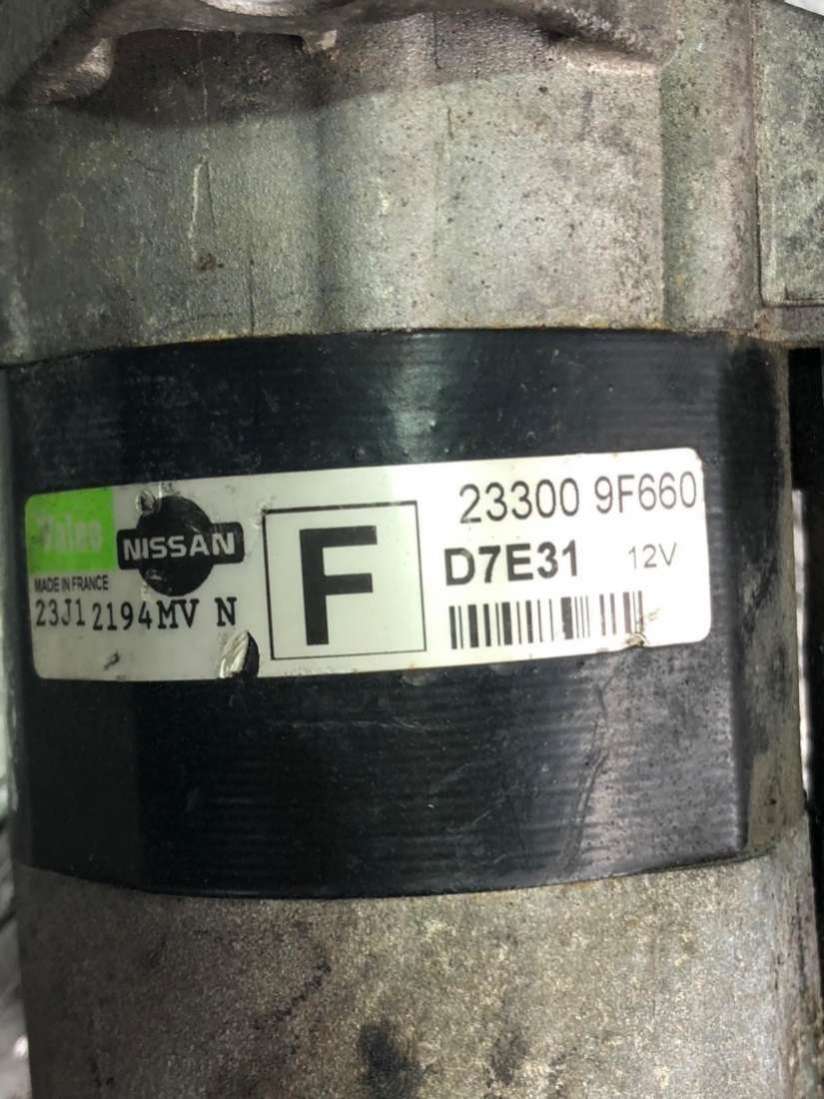 Valeo
NISSAN
MADE IN FRANCE
23J1 2194MV N
F
23300 9F660
D7E31 12V